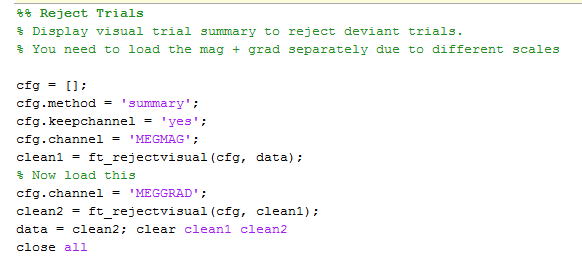 %% Reject Trials
% Display visual trial summary to reject deviant trials.
% You need to load the mag + grad separately due to different scales
cfg = [];
cfg.method = 'summary';
cfg.keepchannel = 'yes';
cfg.channel = 'MEGMAG';
clean1 = ft_rejectvisual(cfg, data);
% Now load this
cfg.channel = 'MEGGRAD';
clean2 = ft_rejectvisual(cfg, clean1);
data = clean2; clear clean1 clean2
close all